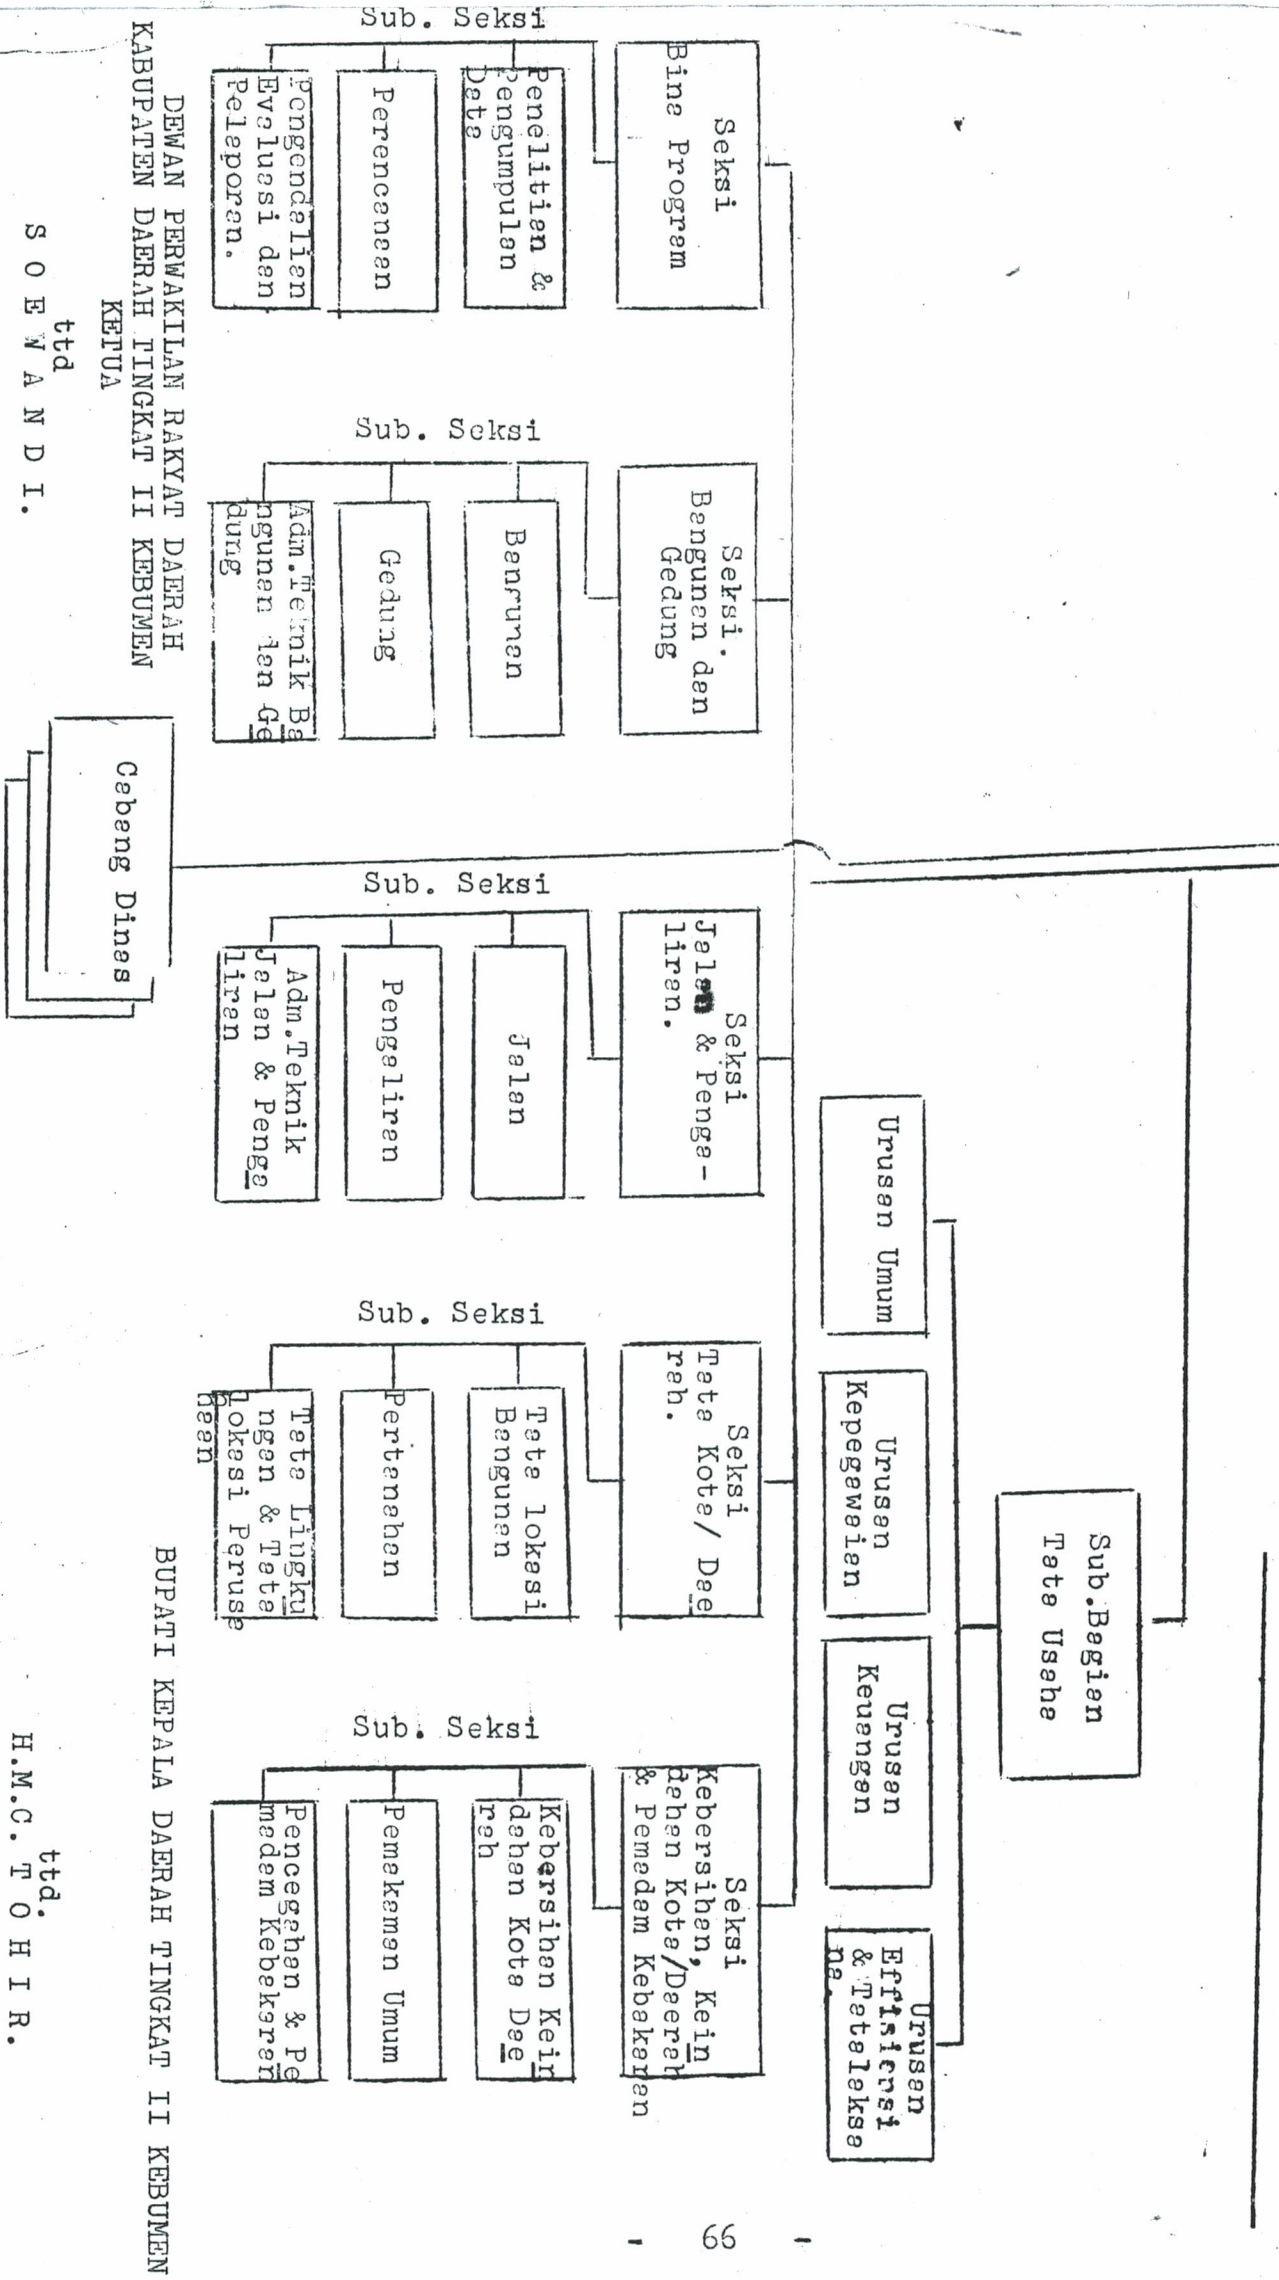 - 66 -
Sub.Bagian
Tata Usaha
Urusan Umum
Urusan
Kepegawaian
Urusan
Keuangan
Urusan
Effisiensi
& Tatalaksa
na.
Seksi
Bina Program
Sub. Seksi
Penelitian &
Pengumpulan
Data
Perencanaan
Pengendalian
Evaluasi dan
Pelaporan.
Seksi.
Bangunan dan
Gedung
Sub. Seksi
Bangunan
Gedung
Adm.Teknik Ba
ngunan dan Ge
dung
Seksi
Jalan & Penga-
liran.
Sub. Seksi
Jalan
Pengaliran
Adm.Teknik
Jalan & Penga
liran
Seksi
Tata Kota/ Dae
rah.
Sub. Seksi
Tata lokasi
Bangunan
Pertanahan
Tata Lingku
ngan & Tata
lokasi Perusa
haan
Seksi
Kebersihan, Kein
dahan Kota/Daerah
& Pemadam Kebakaran
Sub. Seksi
Kebersihan Kein
dahan Kota Dae
rah
Pemakaman Umum
Pencegahan & Pe
madam Kebakaran
Cabang Dinas
DEWAN PERWAKILAN RAKYAT DAERAH
KABUPATEN DAERAH TINGKAT II KEBUMEN
KETUA
ttd
S O E W A N D I.
BUPATI KEPALA DAERAH TINGKAT II KEBUMEN
ttd.
H.M.C. T O H I R.